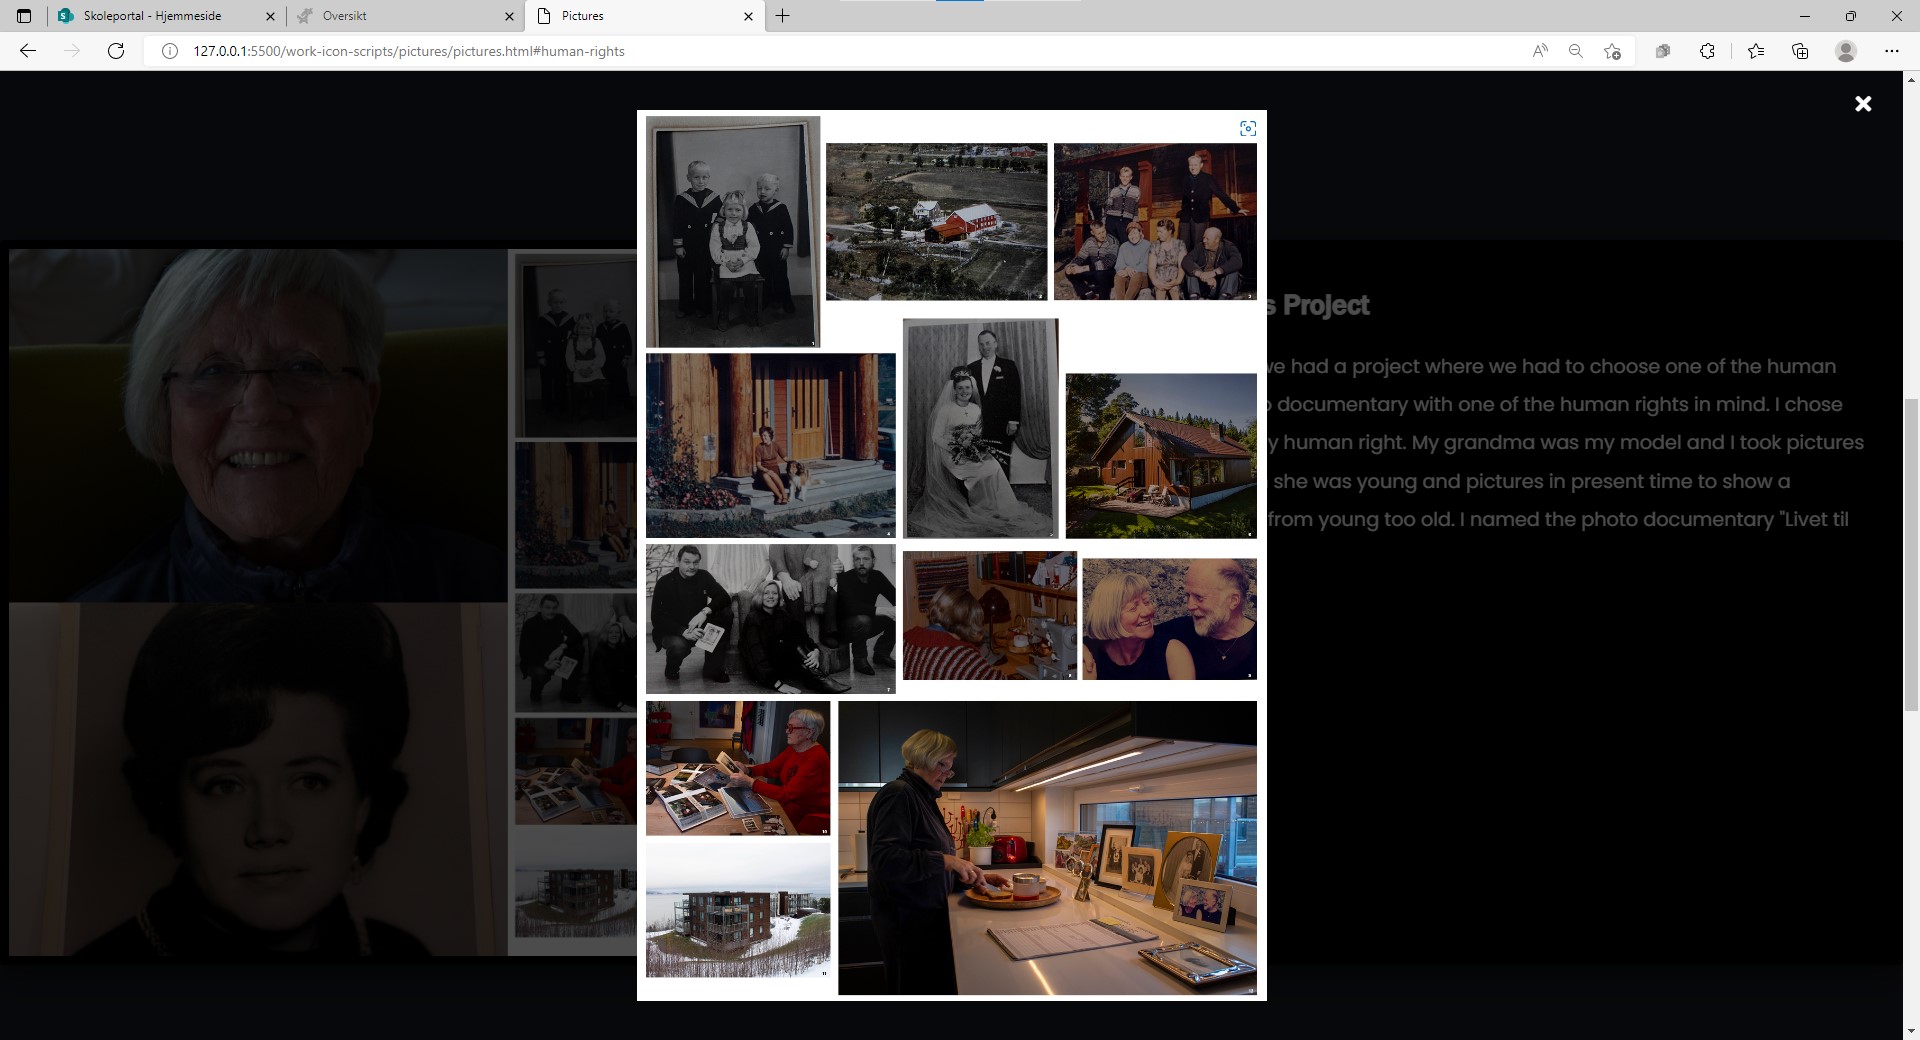 Skoleportal - Hjemmeside
Oversikt
Pictures
127.0.0.1:5500/work-icon-scripts/pictures/pictures.html#human-rights
s Project
we had a project where we had to choose one of the human
documentary with one of the human rights in mind. I chose
y human right. My grandma was my model and I took pictures
she was young and pictures in present time to show a
from young too old. I named the photo documentary "Livet til